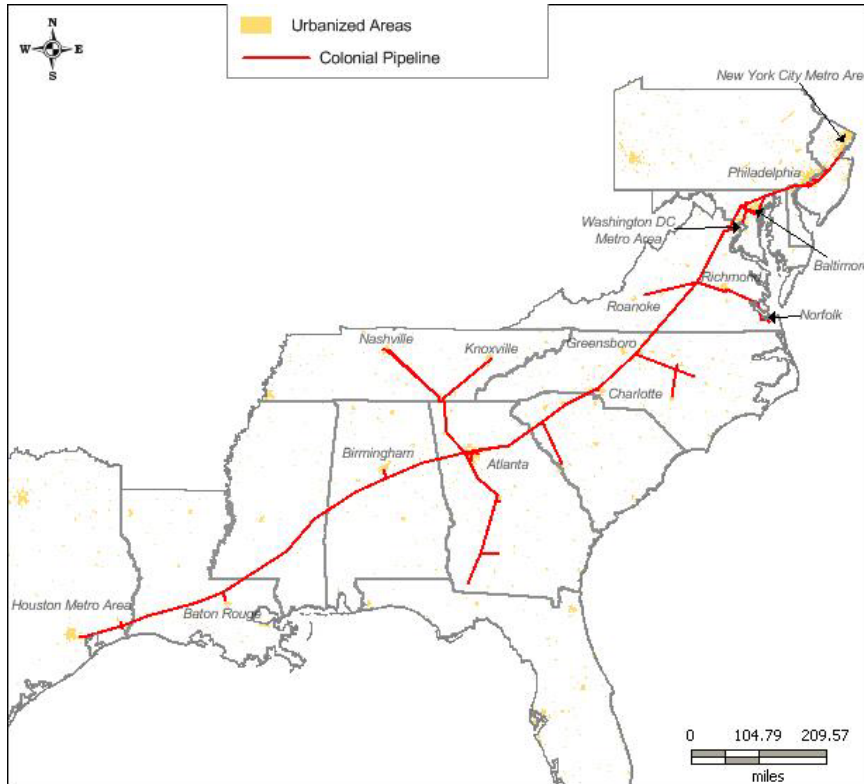 N
W E
S
Urbanized Areas
Colonial Pipeline
New York City Metro Are
Philadelphia
Washington DC
Metro Area
Baltimor
Richmond
Roanoke
Norfolk
Nashville
Knoxville
Greensboro
Charlotte
Birmingham
Atlanta
Houston Metro Area
Baton Rouge
0 104.79 209.57
miles